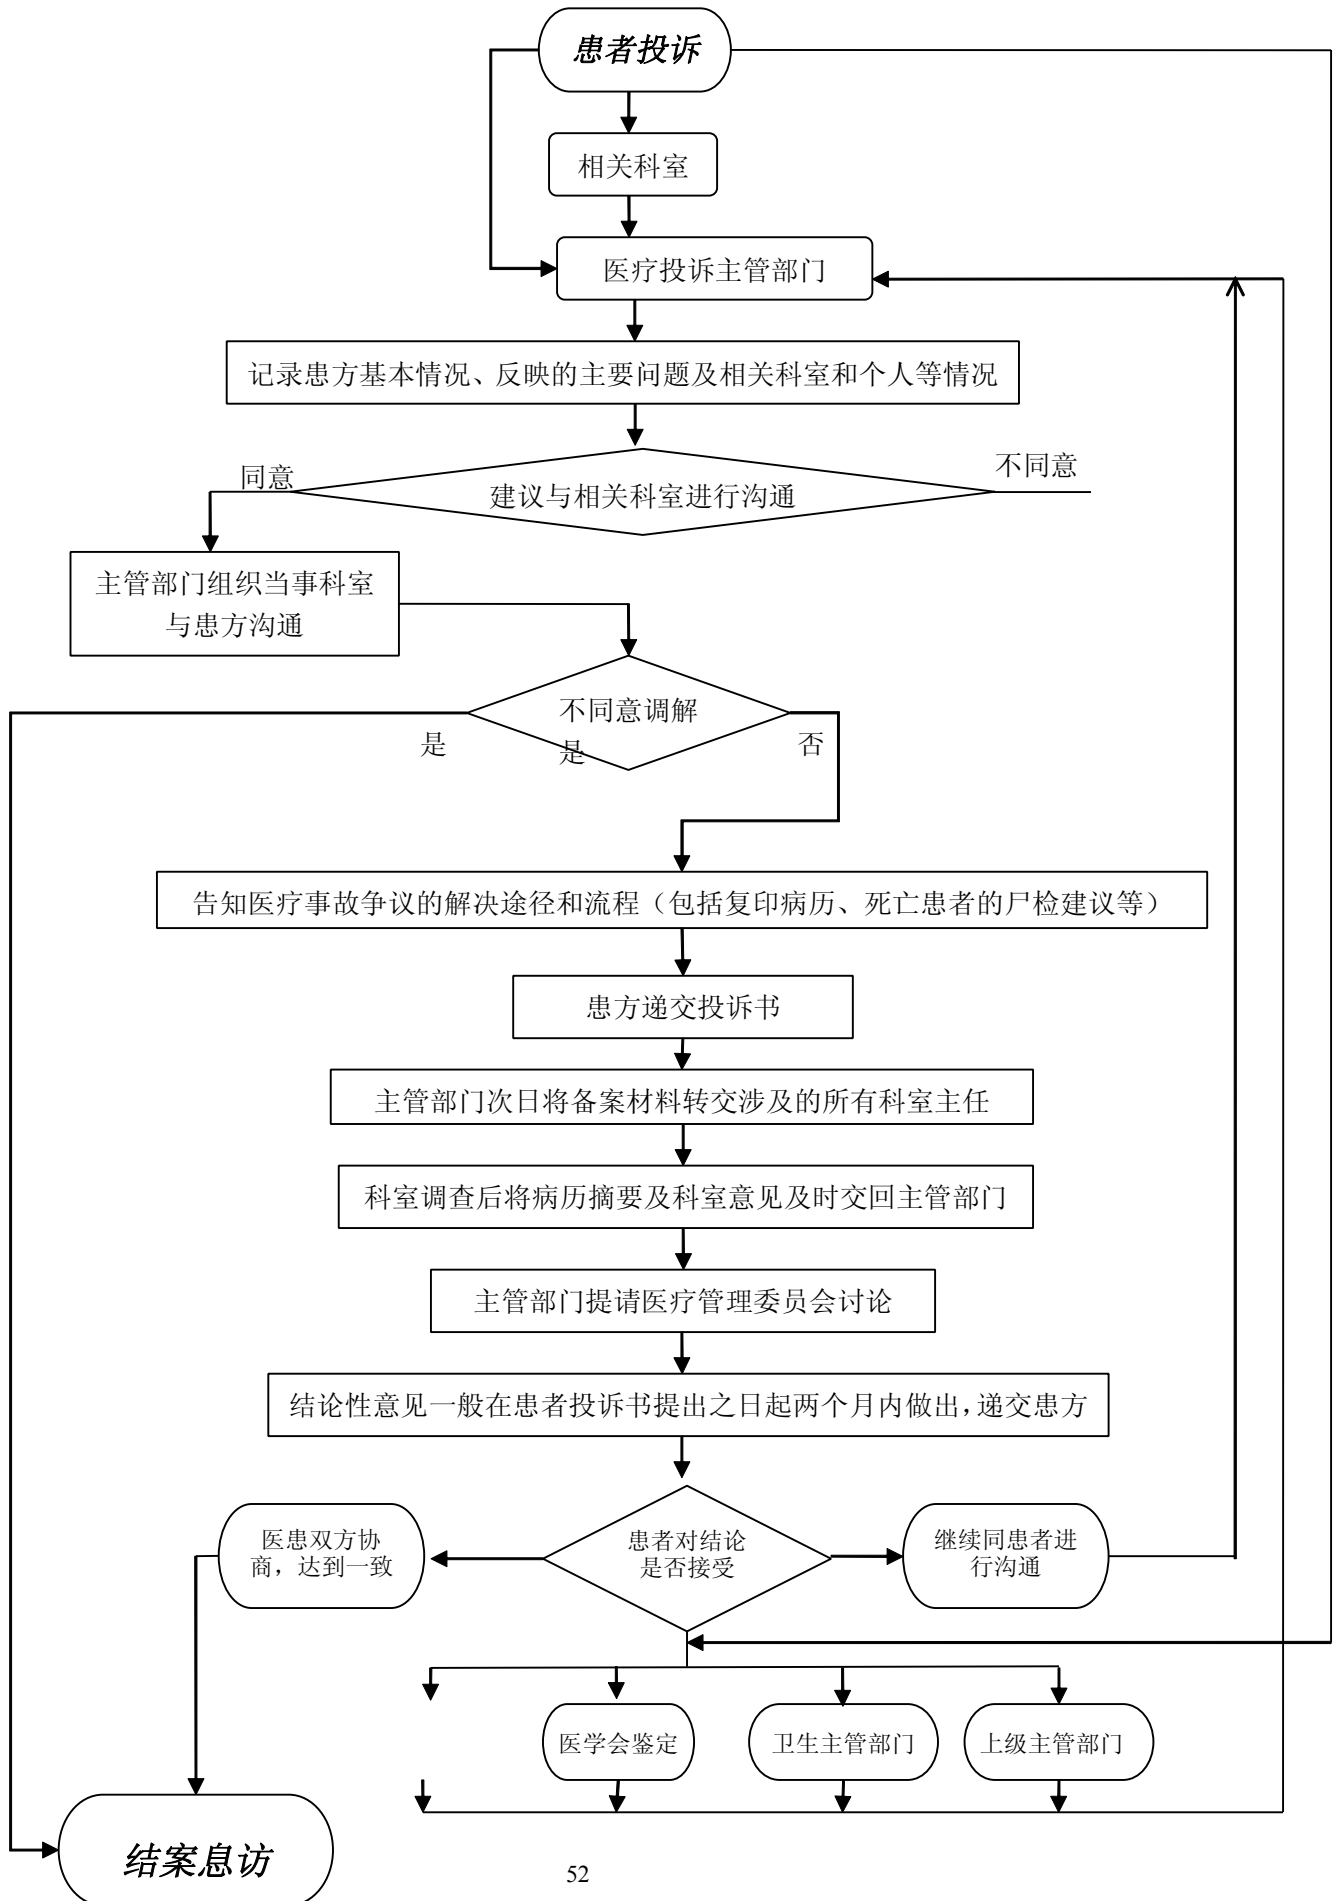 患者投诉
相关科室
医疗投诉主管部门
记录患方基本情况、反映的主要问题及相关科室和个人等情况
同意
不同意
建议与相关科室进行沟通
主管部门组织当事科室
与患方沟通
不同意调解
是
是
否
告知医疗事故争议的解决途径和流程（包括复印病历、死亡患者的尸检建议等）
患方递交投诉书
主管部门次日将备案材料转交涉及的所有科室主任
科室调查后将病历摘要及科室意见及时交回主管部门
主管部门提请医疗管理委员会讨论
结论性意见一般在患者投诉书提出之日起两个月内做出,递交患方
医患双方协
商，达到一致
患者对结论
是否接受
继续同患者进
行沟通
医学会鉴定
卫生主管部门
上级主管部门
结案息访
52